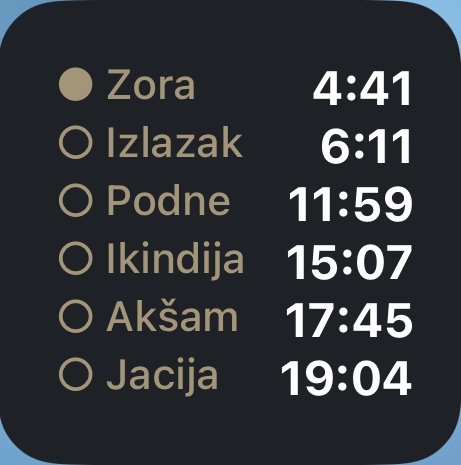 Zora 4:41
Izlazak 6:11
Podne 11:59
Ikindija 15:07
Akšam 17:45
Jacija 19:04